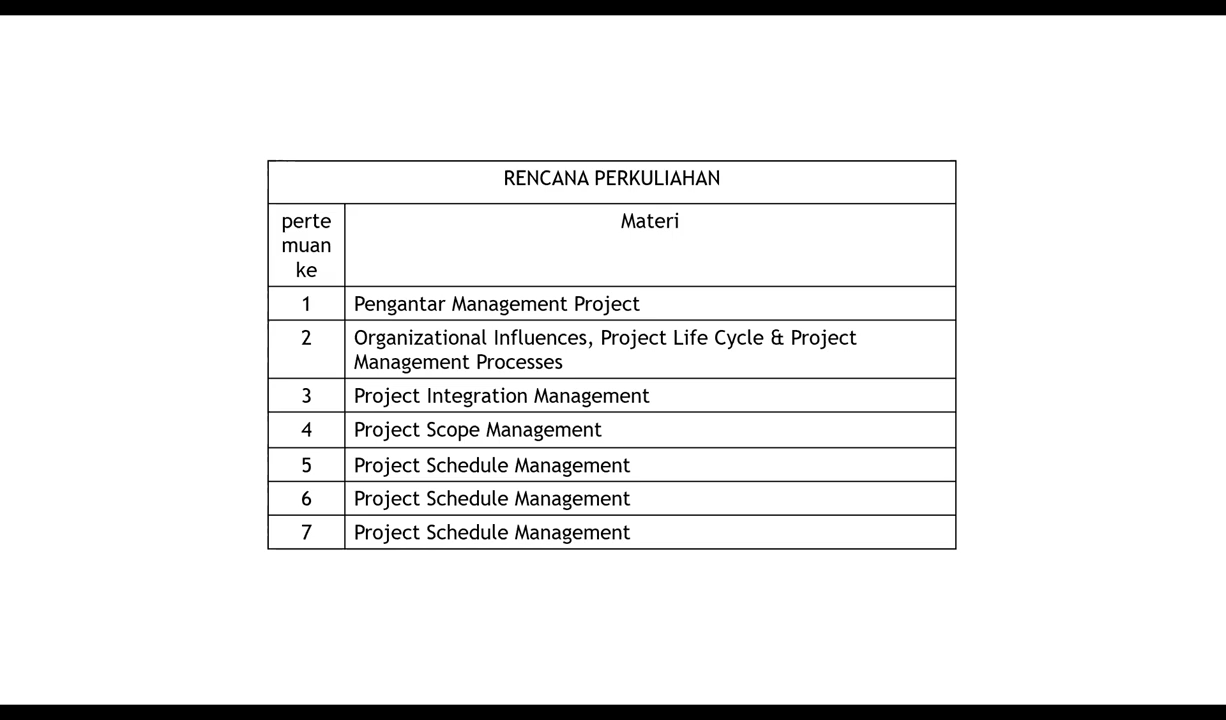 RENCANA PERKULIAHAN
perte
muan
ke
Materi
1 Pengantar Management Project
2 Organizational Influences, Project Life Cycle & Project
Management Processes
3 Project Integration Management
4 Project Scope Management
5 Project Schedule Management
6 Project Schedule Management
7 Project Schedule Management